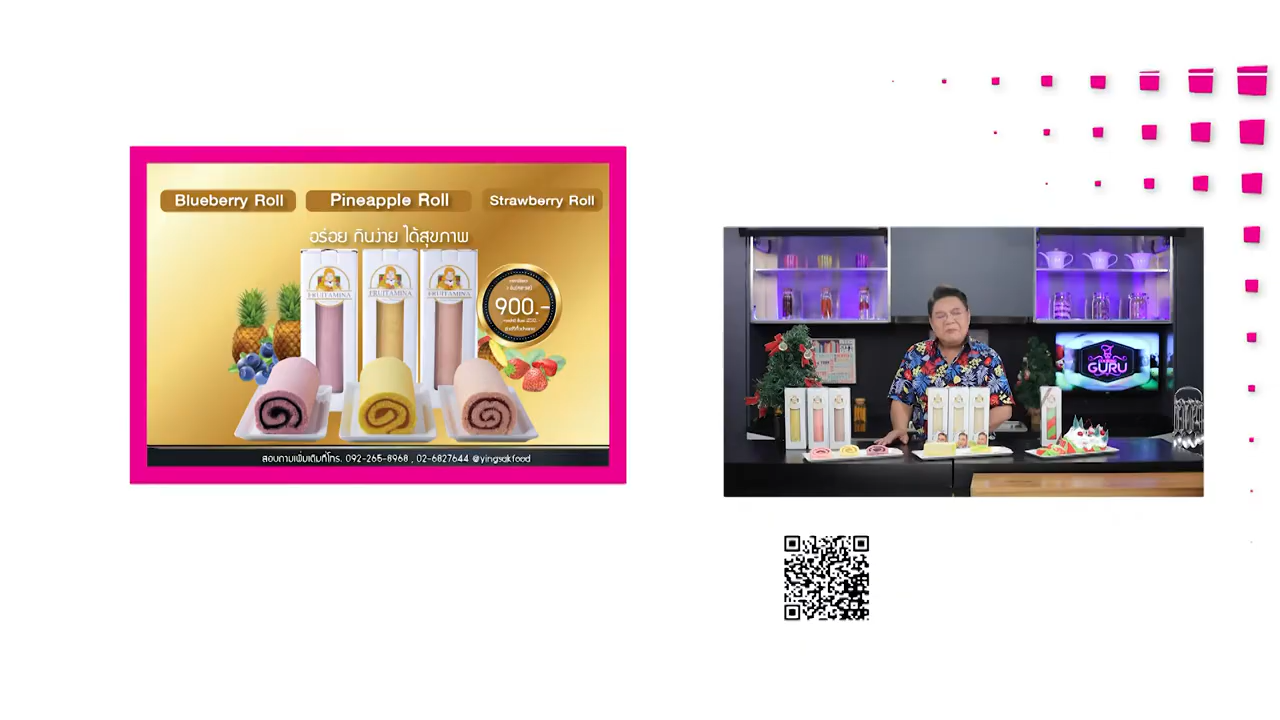 Blueberry Roll
Pineapple Roll
Strawberry Roll
อร่อย กินง่าย ได้สุขภาพ
FRUITAMINA
FRUITAMINA
FRUITAMINA
900.-
สอบถามเพิ่มเติมที่โทร. 092-265-8968 , 02-6827644 @yingsakfood
GURU